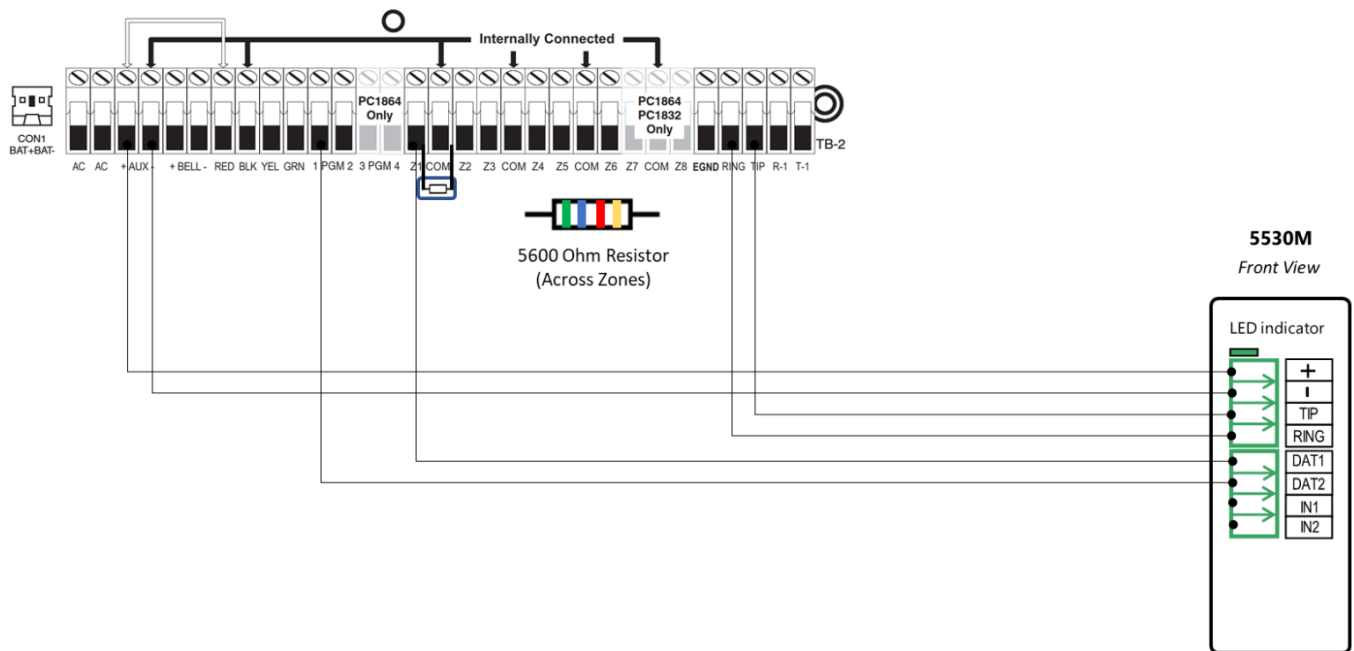 Internally Connected
PC1864
Only
PC1864
PC1832
Only
CON1
BAT+BAT-
TB-2
AC AC + AUX - + BELL - RED BLK YEL GRN 1 PGM 2 3 PGM 4 Z1 COM Z2 Z3 COM Z4 Z5 COM Z6 Z7 COM Z8 EGND RING TIP R-1 T-1
5600 Ohm Resistor
(Across Zones)
5530M
Front View
LED indicator
+
-
TIP
RING
DAT1
DAT2
IN1
IN2